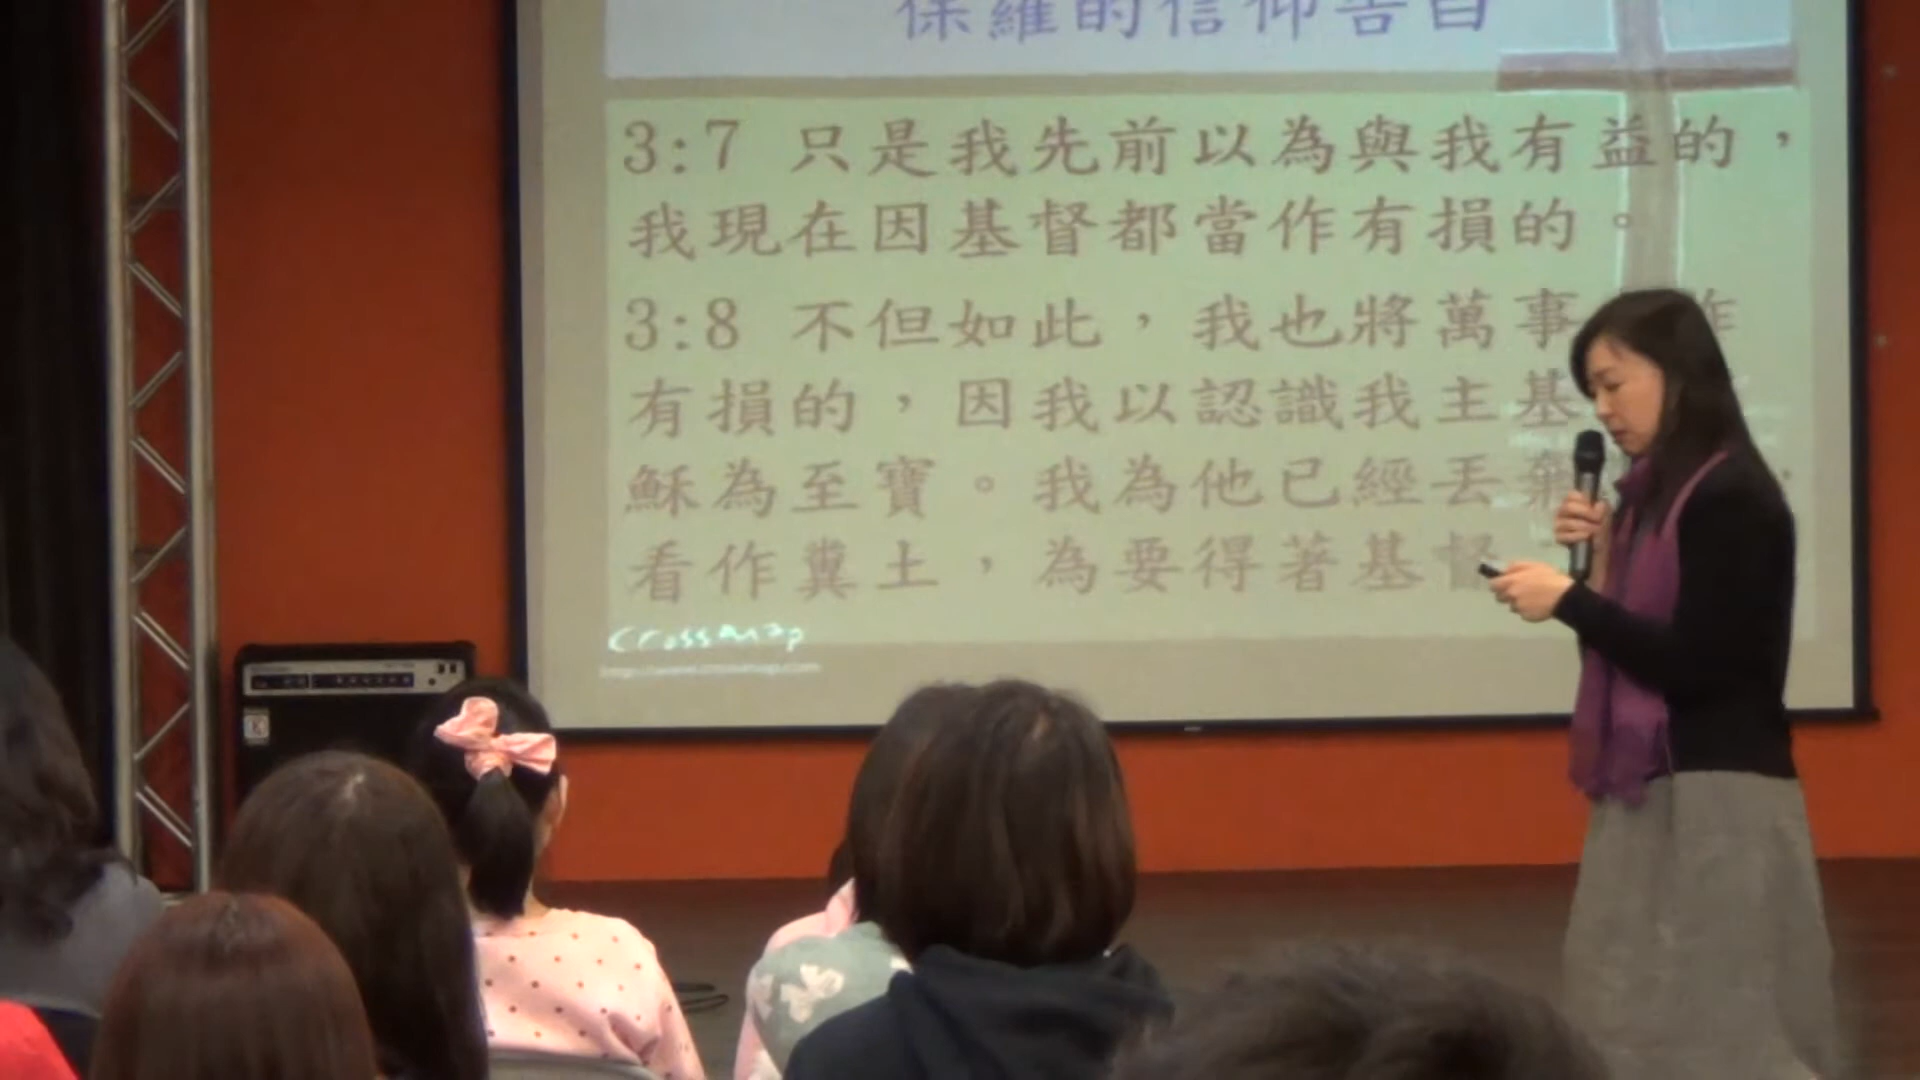 保羅的信仰告白
3:7 只是我先前以為與我有益的，
我現在因基督都當作有損的。
3:8 不但如此，我也將萬事 作
有損的，因我以認識我主基
穌為至寶。我為他已經丟
看作糞土，為要得著基督
CrossMap